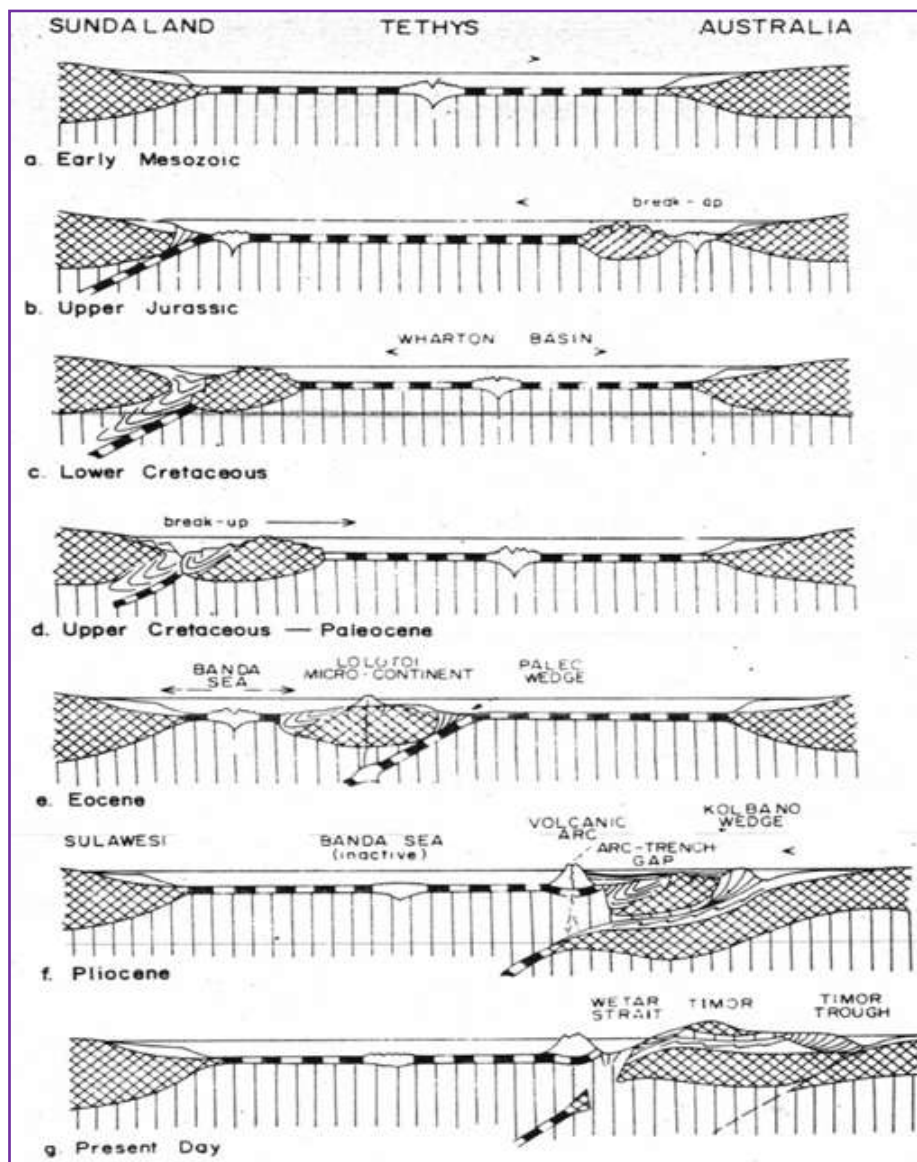 SUNDALAND TETHYS AUSTRALIA
a. Early Mesozoic
break-up
b. Upper Jurassic
WHARTON BASIN
c. Lower Cretaceous
break-up
d. Upper Cretaceous — Paleocene
BANDA SEA
LOLOTOI MICRO-CONTINENT
PALEO WEDGE
e. Eocene
SULAWESI
BANDA SEA
(inactive)
VOLCANIC ARC
ARC-TRENCH GAP
KOLBANO WEDGE
f. Pliocene
WETAR STRAIT
TIMOR
TIMOR TROUGH
g. Present Day